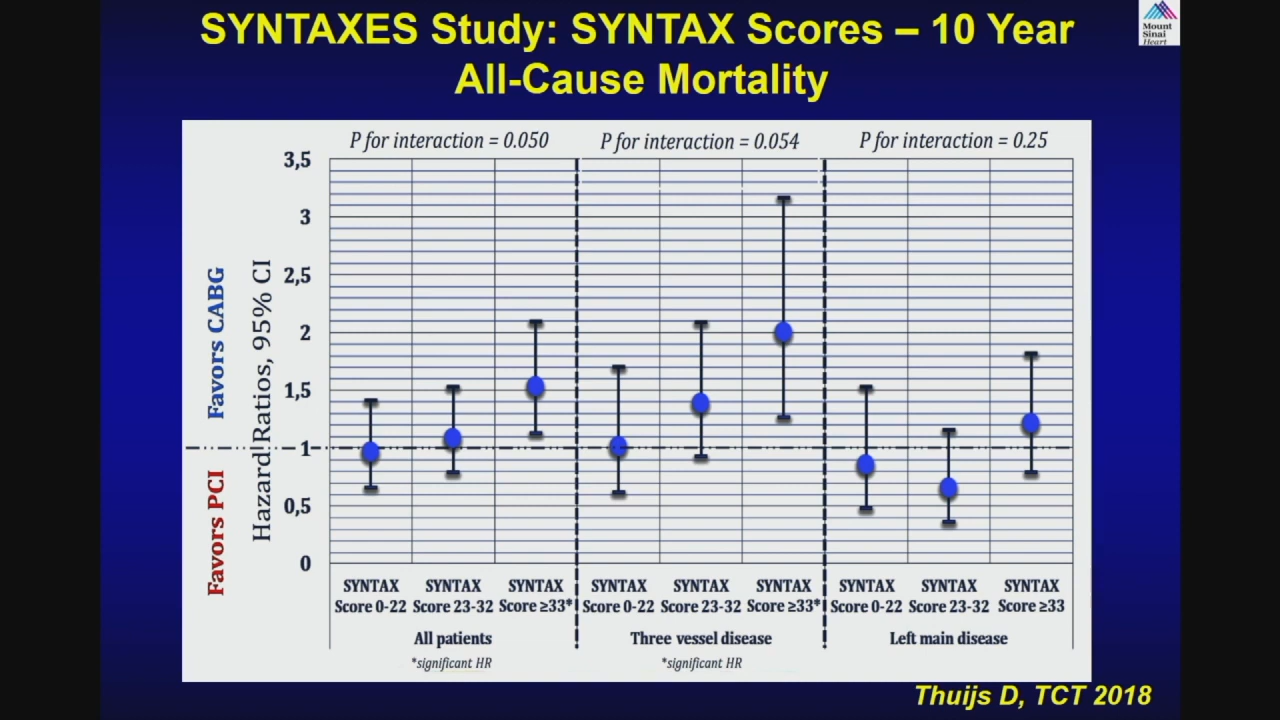 SYNTAXES Study: SYNTAX Scores – 10 Year
All-Cause Mortality
Mount
Sinai
Heart
P for interaction = 0.050
P for interaction = 0.054
P for interaction = 0.25
Favors CABG
Favors PCI
Hazard Ratios, 95% CI
3,5
3
2,5
2
1,5
1
0,5
0
SYNTAX
Score 0-22
SYNTAX
Score 23-32
SYNTAX
Score ≥33*
SYNTAX
Score 0-22
SYNTAX
Score 23-32
SYNTAX
Score ≥33*
SYNTAX
Score 0-22
SYNTAX
Score 23-32
SYNTAX
Score ≥33
All patients
Three vessel disease
Left main disease
*significant HR
*significant HR
Thuijs D, TCT 2018